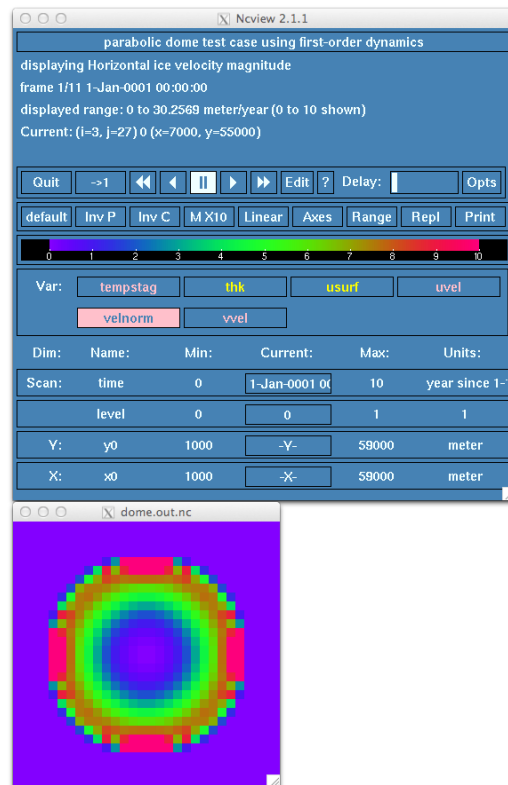 Ncview 2.1.1
parabolic dome test case using first-order dynamics
displaying Horizontal ice velocity magnitude
frame 1/11 1-Jan-0001 00:00:00
displayed range: 0 to 30.2569 meter/year (0 to 10 shown)
Current: (i=3, j=27) 0 (x=7000, y=55000)
Quit ->1 Edit ? Delay: Opts
default Inv P Inv C M X10 Linear Axes Range Repl Print
0 1 2 3 4 5 6 7 8 9 10
Var: tempstag thk usurf uvel
velnorm vvel
Dim: Name: Min: Current: Max: Units:
Scan: time 0 1-Jan-0001 00 10 year since 1-
level 0 0 1 1
Y: y0 1000 -Y- 59000 meter
X: x0 1000 -X- 59000 meter
dome.out.nc